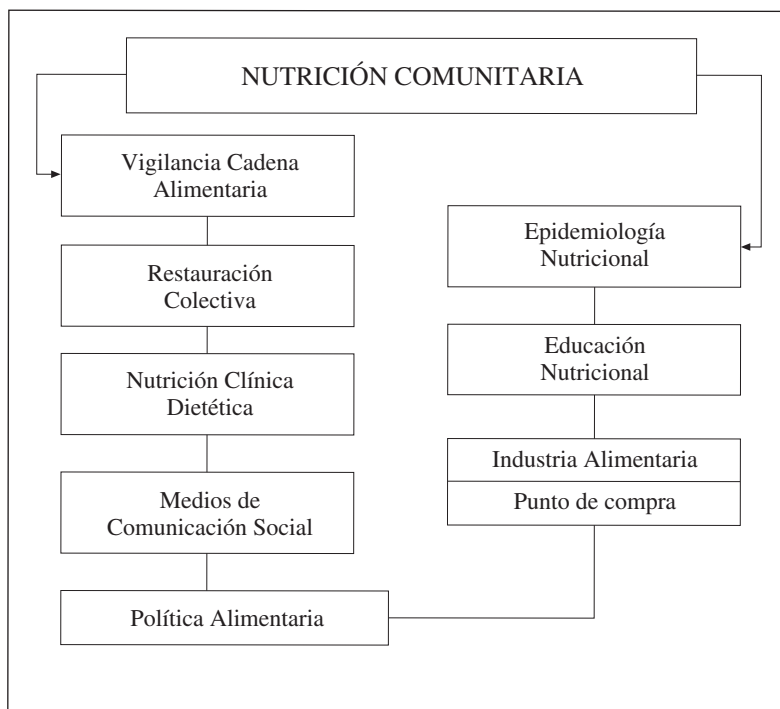 NUTRICIÓN COMUNITARIA
Vigilancia Cadena
Alimentaria
Restauración
Colectiva
Nutrición Clínica
Dietética
Medios de
Comunicación Social
Política Alimentaria
Epidemiología
Nutricional
Educación
Nutricional
Industria Alimentaria
Punto de compra